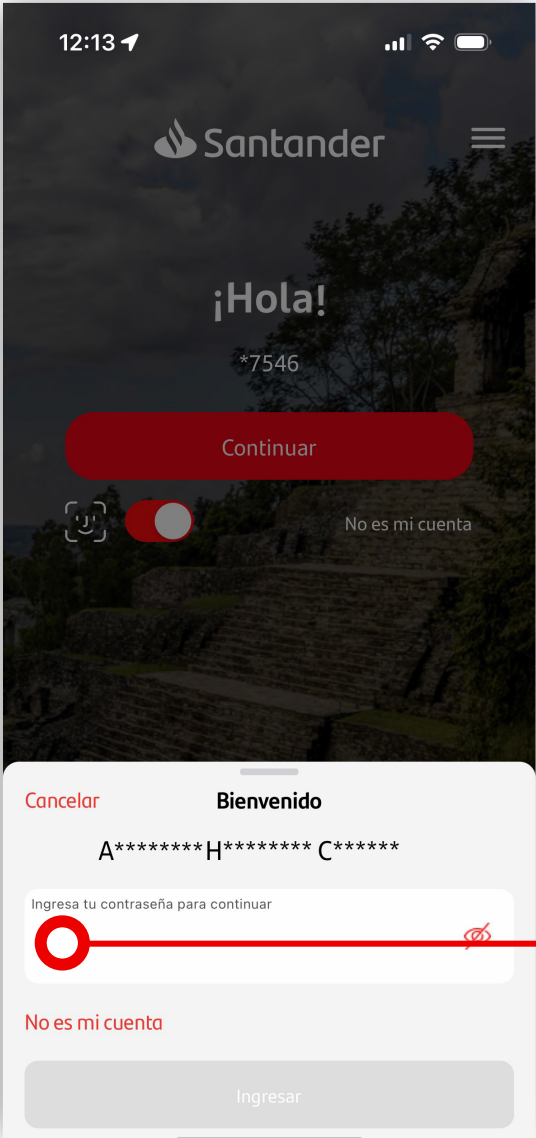 12:13
Santander
¡Hola!
*7546
Continuar
No es mi cuenta
Cancelar
Bienvenido
A******** H******** C******
Ingresa tu contraseña para continuar
No es mi cuenta
Ingresar